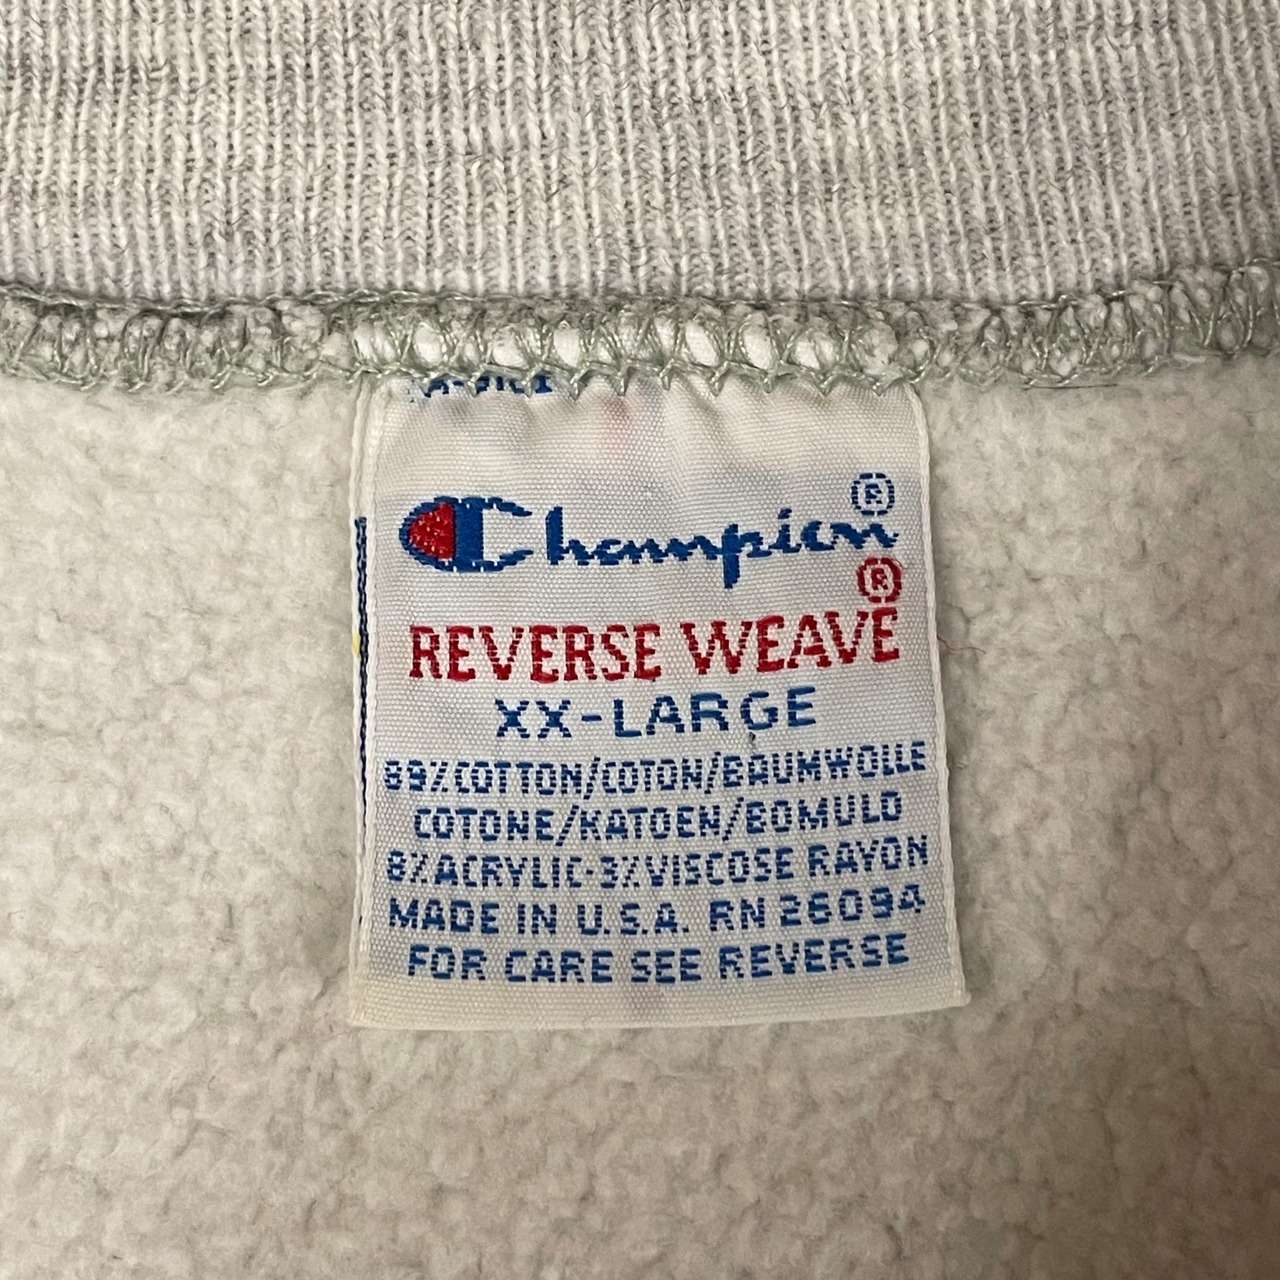 Champion®
®
REVERSE WEAVE
XX-LARGE
89%COTTON/COTON/BAUMWOLLE
COTONE/KATOEN/BOMULD
8%ACRYLIC-3%VISCOSE RAYON
MADE IN U.S.A. RN 26094
FOR CARE SEE REVERSE